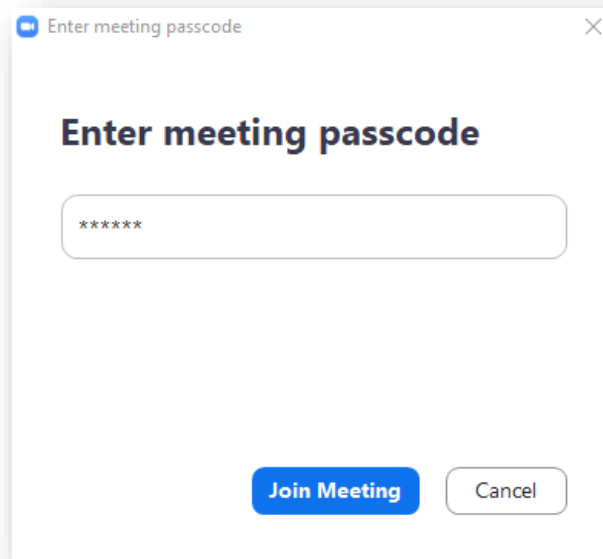 Enter meeting passcode
Enter meeting passcode
******
Join Meeting
Cancel